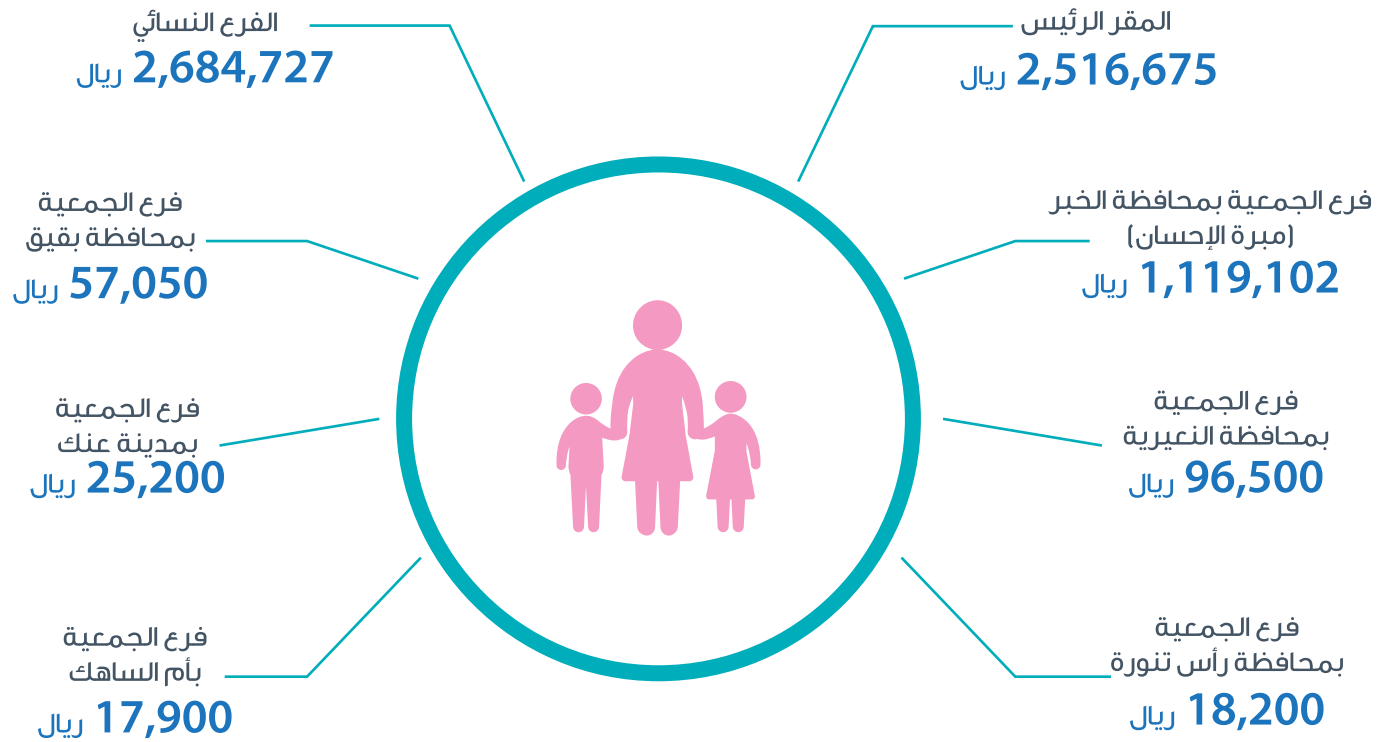 المقر الرئيس
2,516,675 ريال
الفرع النسائي
2,684,727 ريال
فرع الجمعية بمحافظة الخبر
(مبرة الإحسان)
1,119,102 ريال
فرع الجمعية
بمحافظة بقيق
57,050 ريال
فرع الجمعية
بمحافظة النعيرية
96,500 ريال
فرع الجمعية
بمدينة عنك
25,200 ريال
فرع الجمعية
بمحافظة رأس تنورة
18,200 ريال
فرع الجمعية
بأم الساهك
17,900 ريال